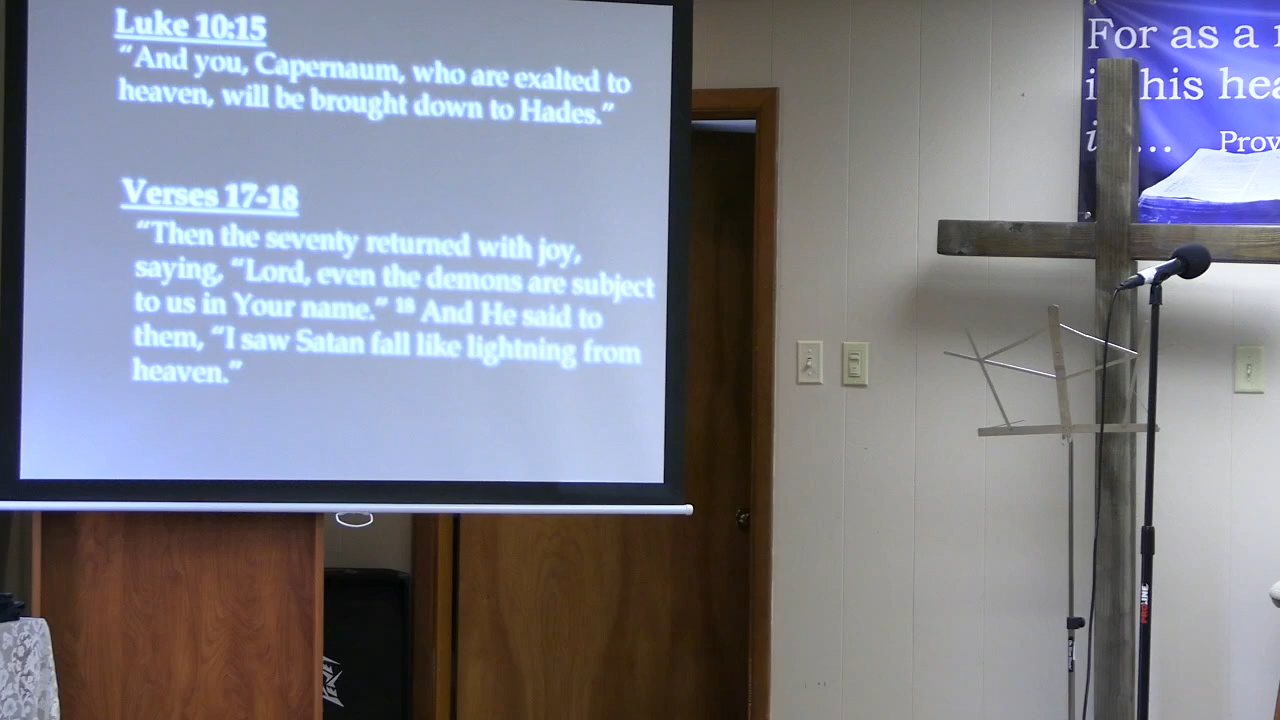 Luke 10:15
“And you, Capernaum, who are exalted to
heaven, will be brought down to Hades.”
Verses 17-18
“Then the seventy returned with joy,
saying, “Lord, even the demons are subject
to us in Your name.” 18 And He said to
them, “I saw Satan fall like lightning from
heaven.”
For as a
his
...
PROLINE
PEAVEY